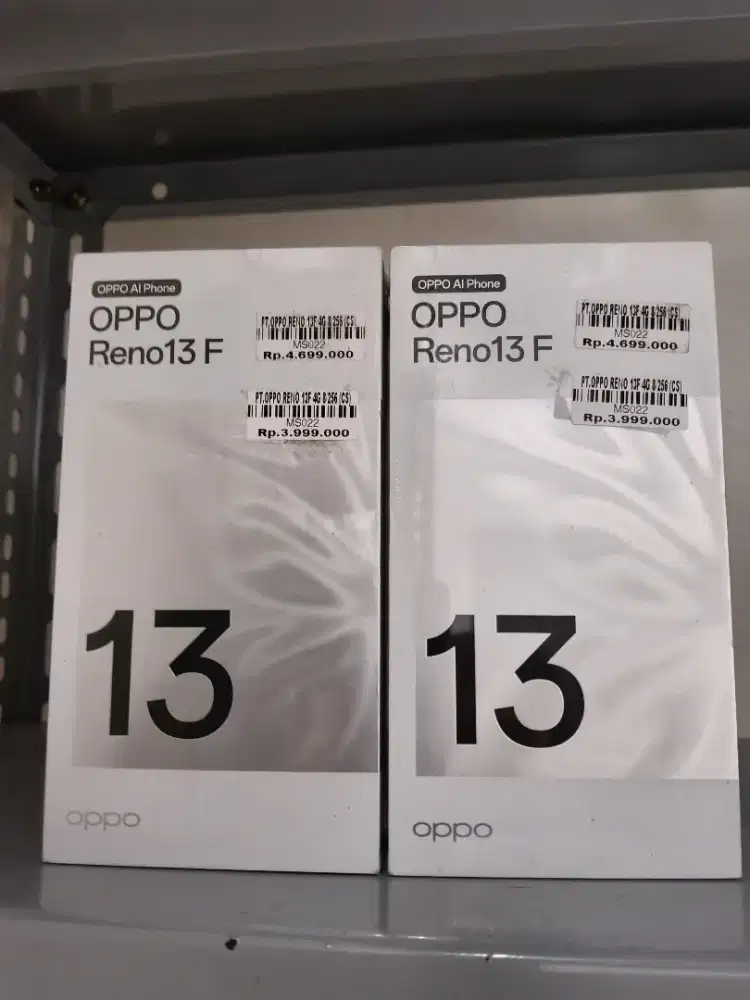 OPPO AI Phone
OPPO
Reno13 F
PT.OPPO RENO 13F 4G 8 256 (CS)
MS022
Rp.4.699.000
PT.OPPO RENO 13F 4G 8 256 (CS)
MS022
Rp.3.999.000
13
oppo
OPPO AI Phone
OPPO
Reno13 F
PT.OPPO RENO 13F 4G 8 256 (CS)
MS022
Rp.4.699.000
PT.OPPO RENO 13F 4G 8 256 (CS)
MS022
Rp.3.999.000
13
oppo